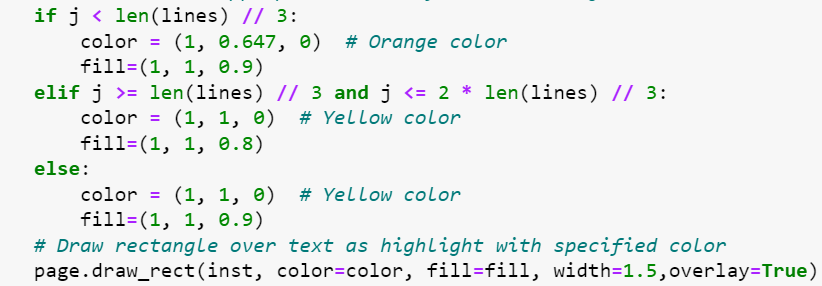 if j < len(lines) // 3:
color = (1, 0.647, 0)  # Orange color
fill=(1, 1, 0.9)
elif j >= len(lines) // 3 and j <= 2 * len(lines) // 3:
color = (1, 1, 0)  # Yellow color
fill=(1, 1, 0.8)
else:
color = (1, 1, 0)  # Yellow color
fill=(1, 1, 0.9)
# Draw rectangle over text as highlight with specified color
page.draw_rect(inst, color=color, fill=fill, width=1.5,overlay=True)